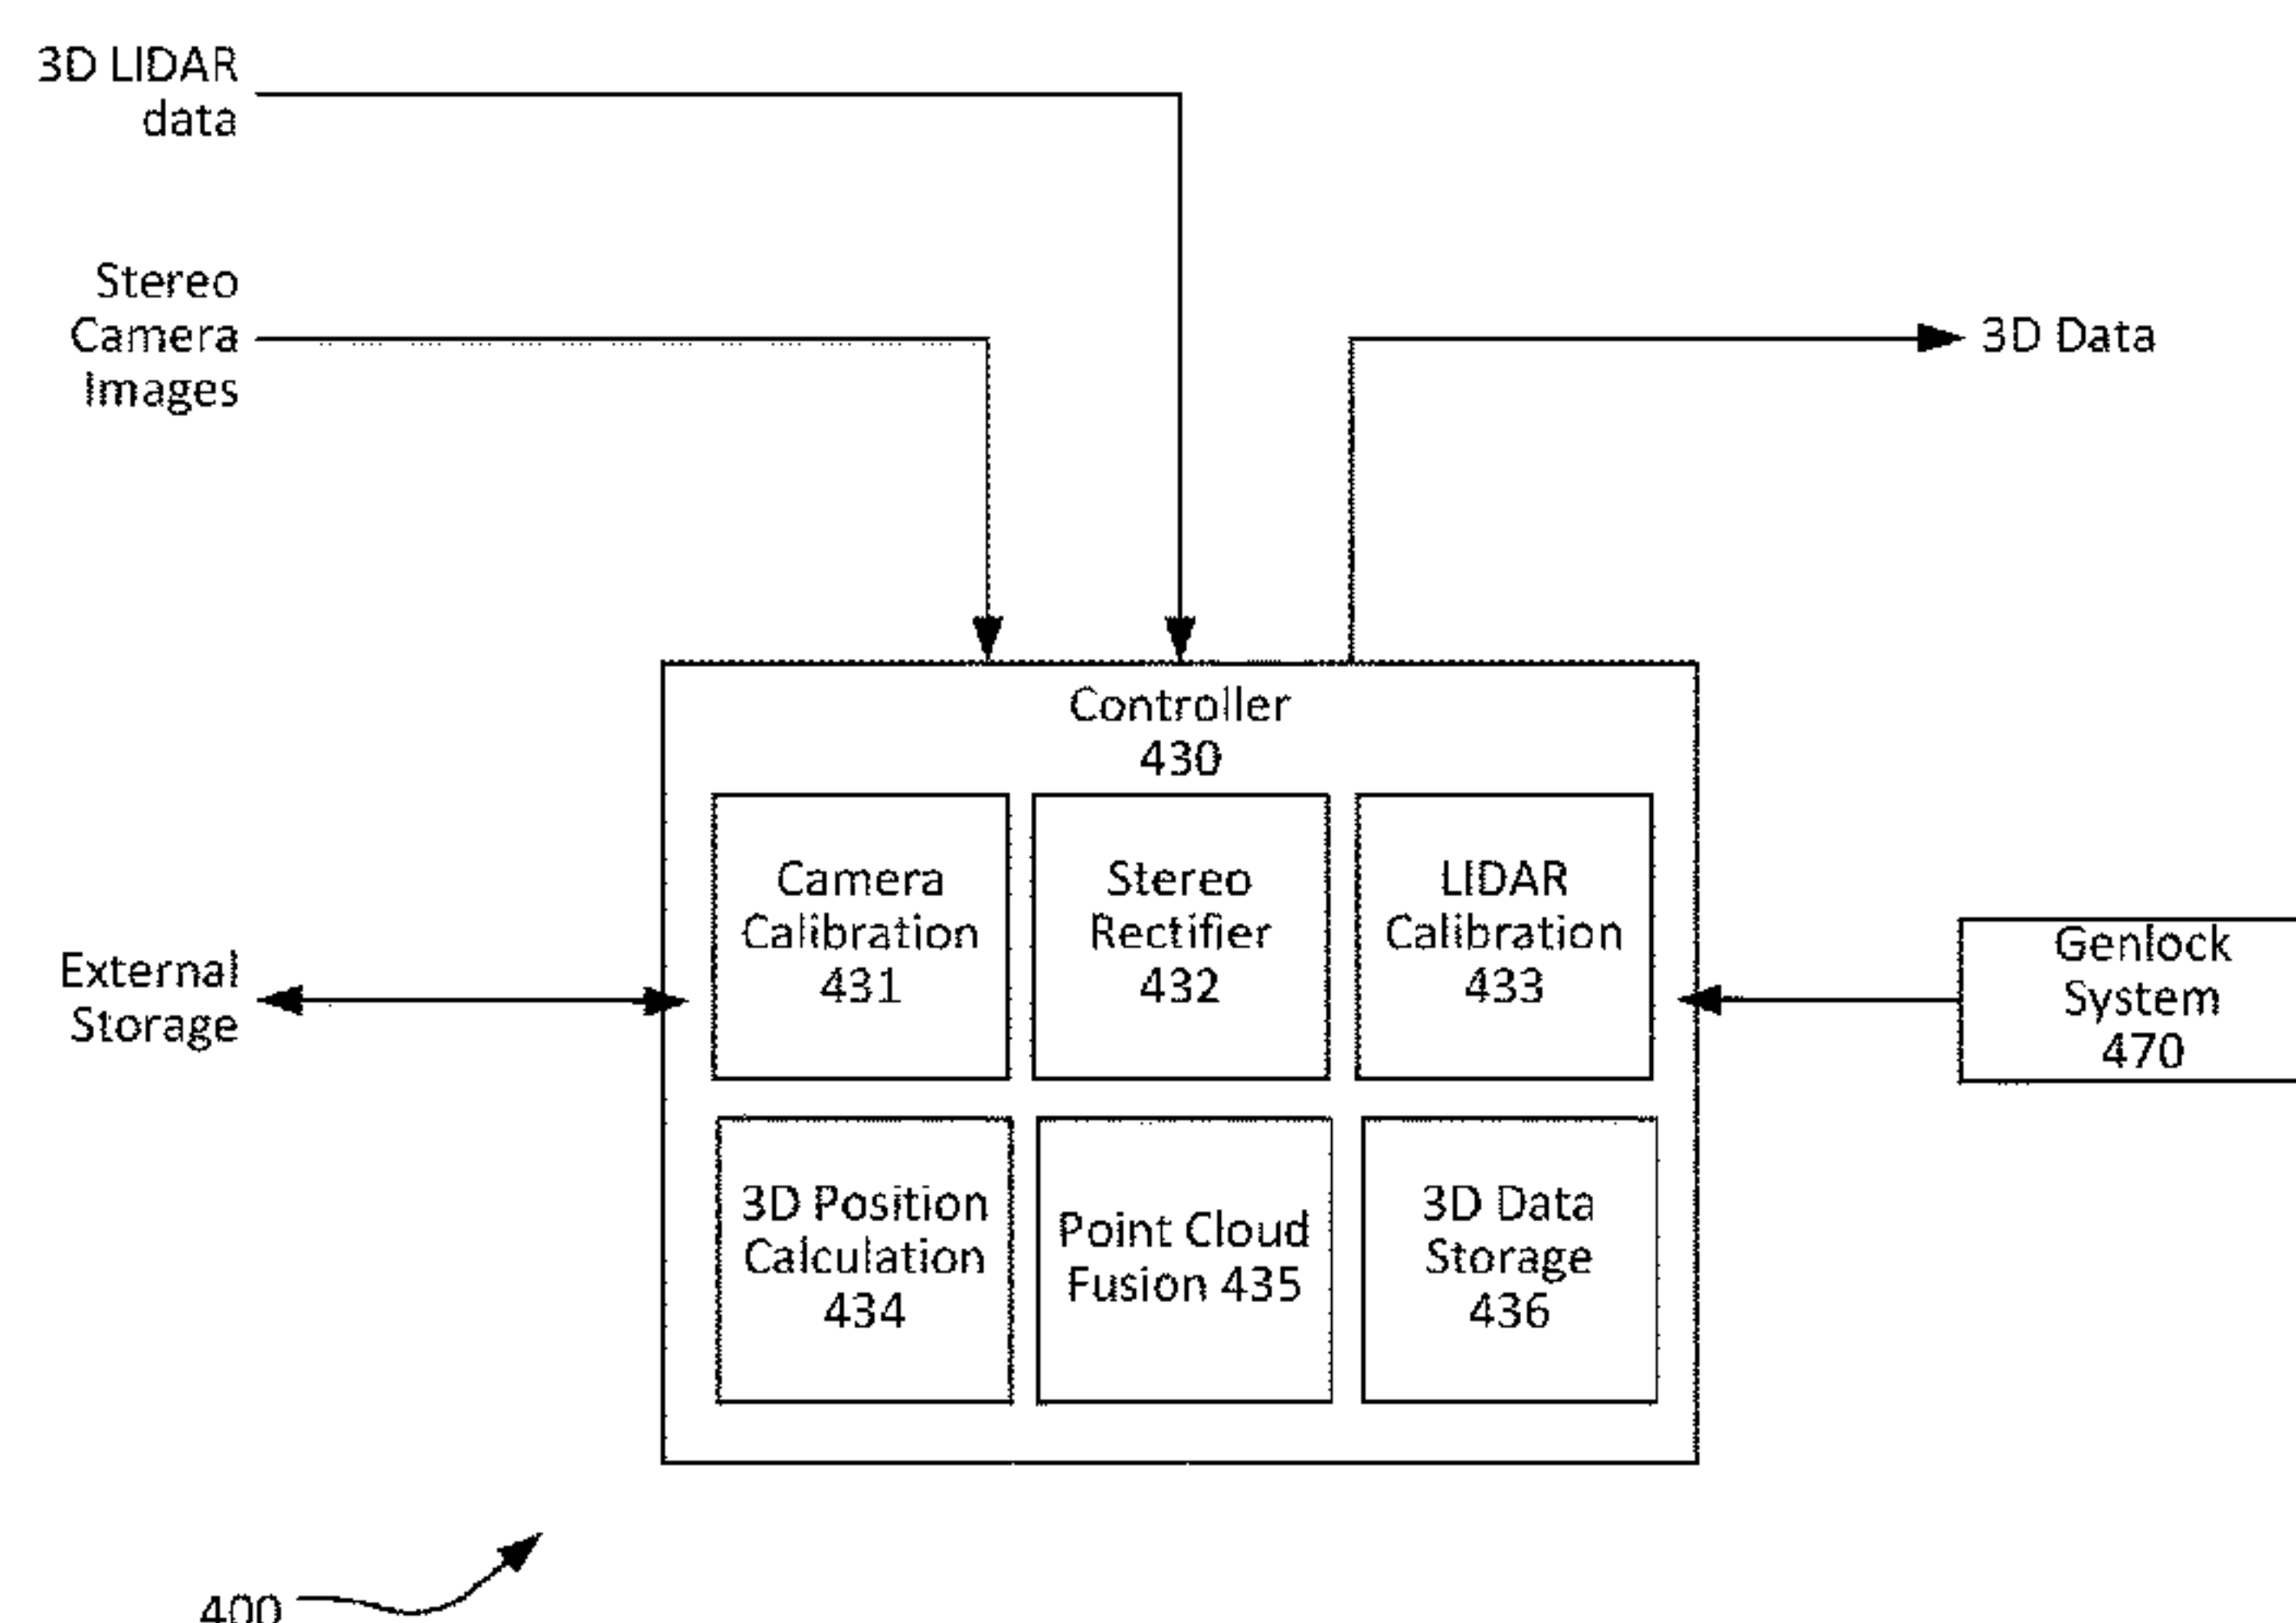 3D LIDAR
data
Stereo
Camera
Images
3D Data
Controller
430
Camera
Calibration
431
Stereo
Rectifier
432
LIDAR
Calibration
433
External
Storage
Genlock
System
470
3D Position
Calculation
434
Point Cloud
Fusion 435
3D Data
Storage
436
400